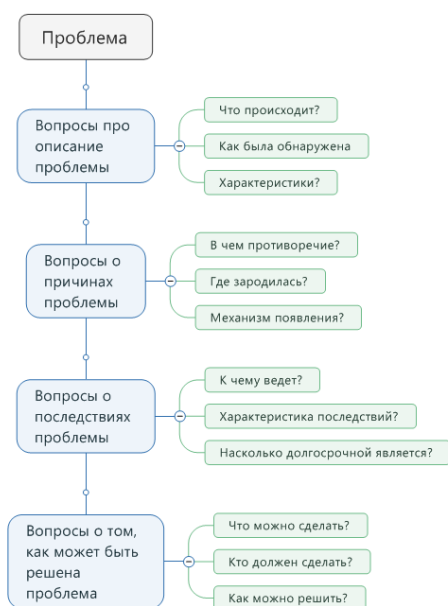 Проблема
Вопросы про
описание
проблемы
Что происходит?
Как была обнаружена
Характеристики?
Вопросы о
причинах
проблемы
В чем противоречие?
Где зародилась?
Механизм появления?
Вопросы о
последствиях
проблемы
К чему ведет?
Характеристика последствий?
Насколько долгосрочной является?
Вопросы о том,
как может быть
решена
проблема
Что можно сделать?
Кто должен сделать?
Как можно решить?